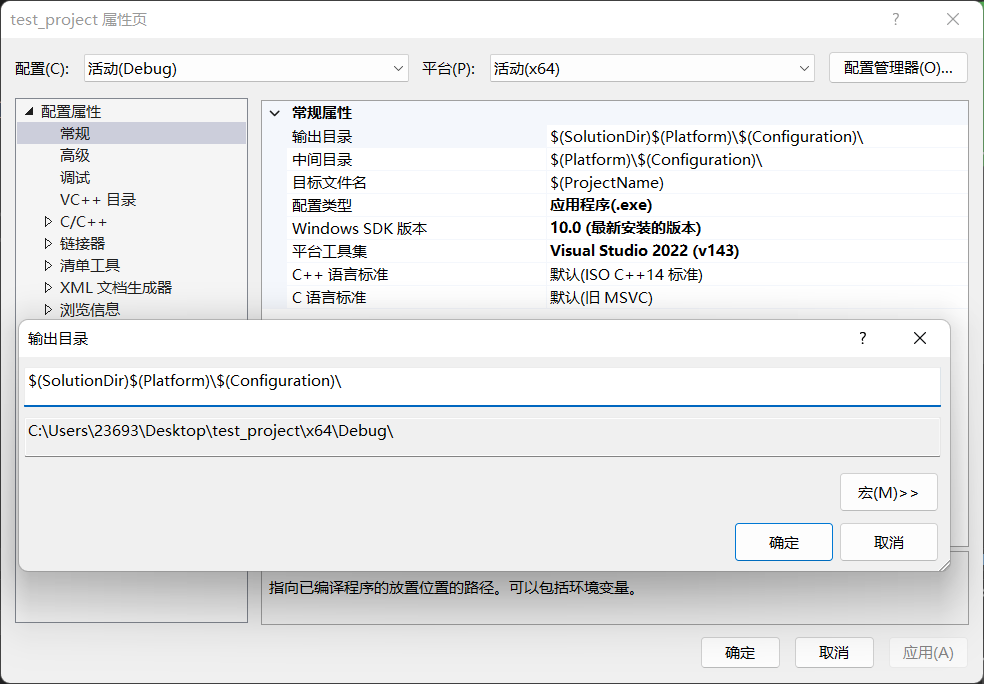 test_project 属性页
?
配置(C): 活动(Debug) 平台(P): 活动(x64) 配置管理器(O)...
配置属性
常规
高级
调试
VC++ 目录
C/C++
链接器
清单工具
XML 文档生成器
浏览信息
常规属性
输出目录 $(SolutionDir)$(Platform)\$(Configuration)\
中间目录 $(Platform)\$(Configuration)\
目标文件名 $(ProjectName)
配置类型 应用程序(.exe)
Windows SDK 版本 10.0 (最新安装的版本)
平台工具集 Visual Studio 2022 (v143)
C++ 语言标准 默认(ISO C++14 标准)
C 语言标准 默认(旧 MSVC)
输出目录 ?
$(SolutionDir)$(Platform)\$(Configuration)\
C:\Users\23693\Desktop\test_project\x64\Debug\
宏(M)>>
确定 取消
指向已编译程序的放置位置的路径。可以包括环境变量。
确定 取消 应用(A)